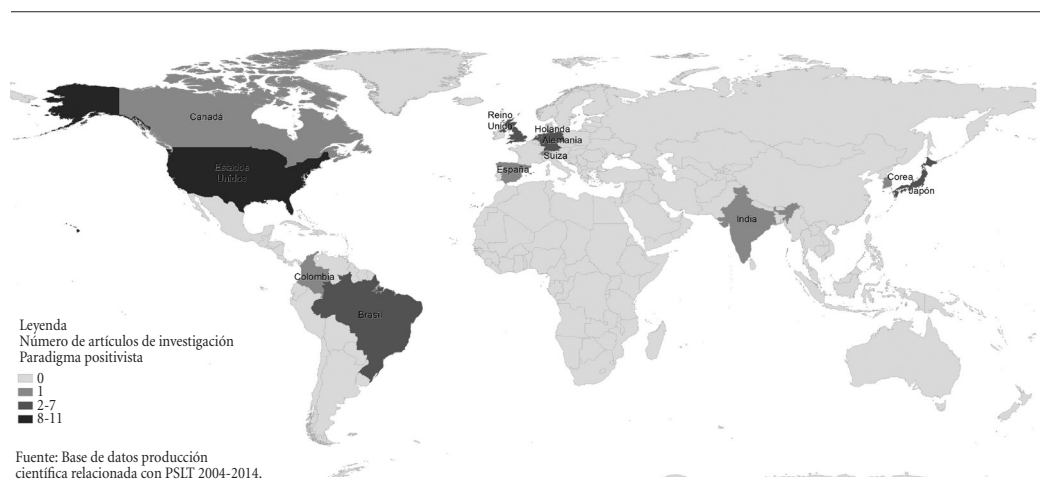 Canadá
Estados
Unidos
Reino
Unido
Holanda
Alemania
Suiza
España
Corea
Japón
India
Colombia
Brasil
Leyenda
Número de artículos de investigación
Paradigma positivista
0
1
2-7
8-11
Fuente: Base de datos producción
científica relacionada con PSLT 2004-2014.